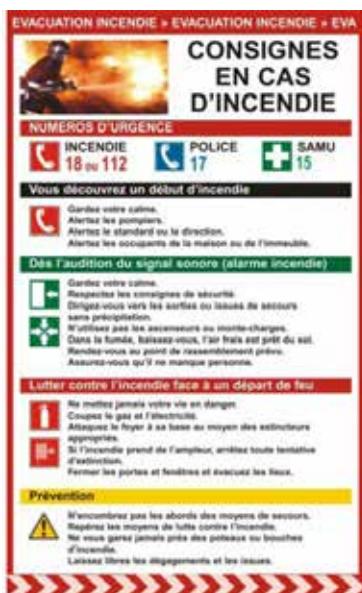 EVACUATION INCENDIE » EVACUATION INCENDIE » EVA
CONSIGNES
EN CAS
D'INCENDIE
NUMEROS D'URGENCE
INCENDIE
18 ou 112
POLICE
17
SAMU
15
Vous découvrez un début d'incendie
Gardez votre calme.
Alertez les pompiers.
Alertez le standard ou la direction.
Alertez les occupants de la maison ou de l'immeuble.
Dès l'audition du signal sonore (alarme incendie)
Gardez votre calme.
Respectez les consignes de sécurité.
Dirigez-vous vers les sorties ou issues de secours
sans précipitation.
N'utilisez pas les ascenseurs ou monte-charges.
Dans la fumée, baissez-vous, l'air frais est prêt du sol.
Rendez-vous au point de rassemblement prévu.
Assurez-vous qu'il ne manque personne.
Lutter contre l'incendie face à un départ de feu
Ne mettez jamais votre vie en danger.
Coupez le gaz et l'électricité.
Attaquez le foyer à sa base au moyen des extincteurs
appropriés.
Si l'incendie prend de l'ampleur, arrêtez toute tentative
d'extinction.
Fermer les portes et fenêtres et évacuez les lieux.
Prévention
N'encombrez pas les abords des moyens de secours.
Repérez les moyens de lutte contre l'incendie.
Ne vous garez jamais près des poteaux ou bouches
d'incendie.
Laissez libres les dégagements et les issues.